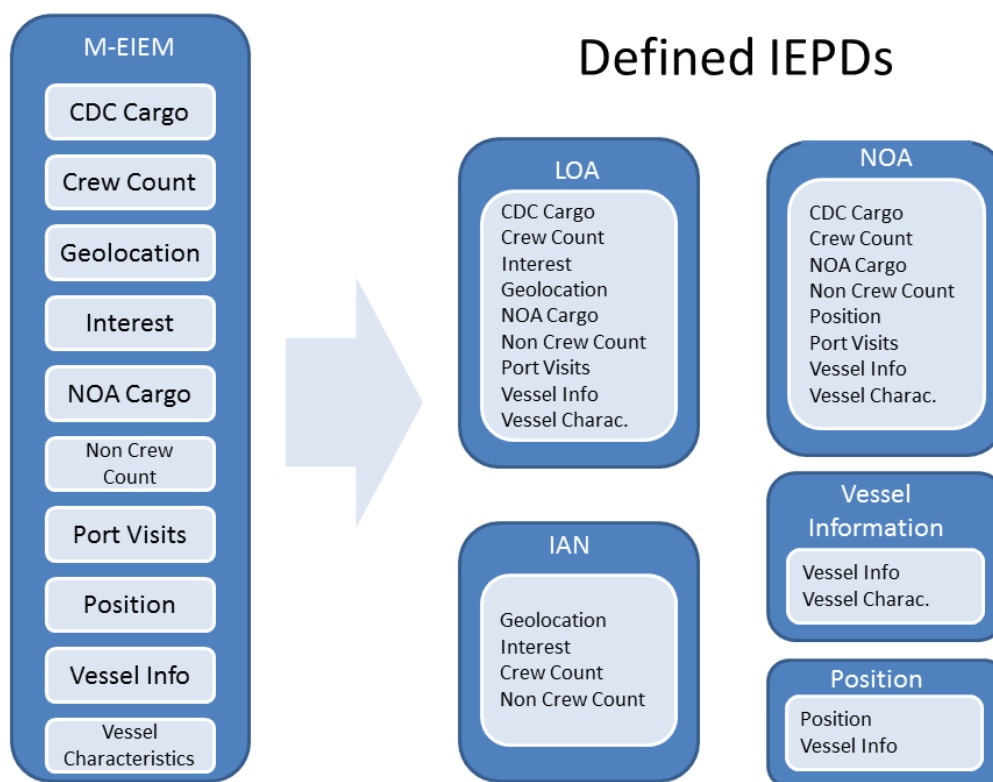 M-EIEM
CDC Cargo
Crew Count
Geolocation
Interest
NOA Cargo
Non Crew
Count
Port Visits
Position
Vessel Info
Vessel
Characteristics
Defined IEPDs
LOA
CDC Cargo
Crew Count
Interest
Geolocation
NOA Cargo
Non Crew Count
Port Visits
Vessel Info
Vessel Charac.
NOA
CDC Cargo
Crew Count
NOA Cargo
Non Crew Count
Position
Port Visits
Vessel Info
Vessel Charac.
IAN
Geolocation
Interest
Crew Count
Non Crew Count
Vessel
Information
Vessel Info
Vessel Charac.
Position
Position
Vessel Info